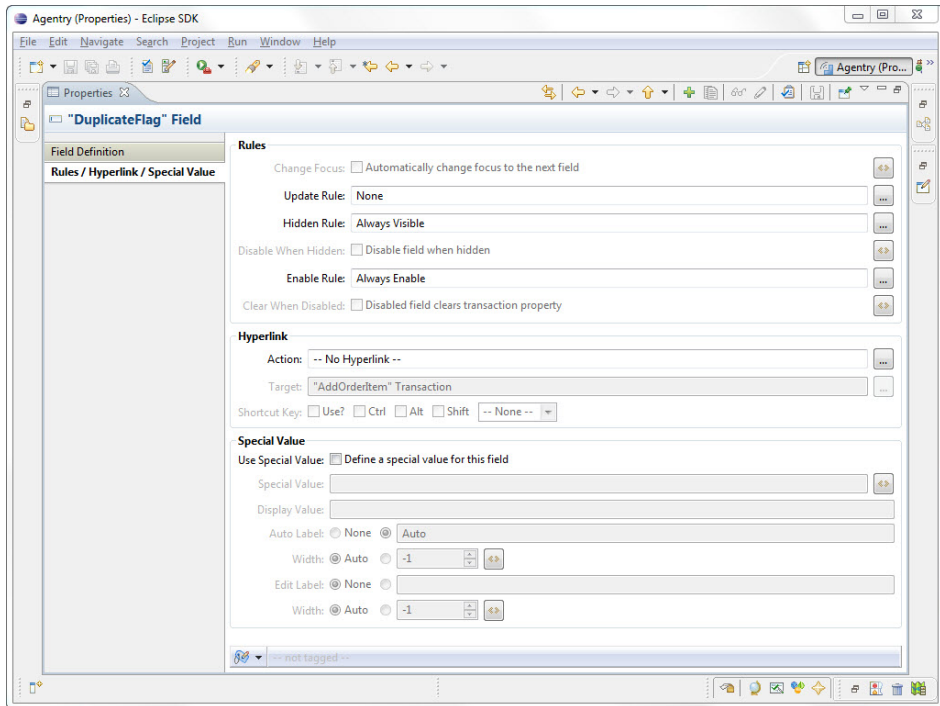 Agentry (Properties) - Eclipse SDK
File Edit Navigate Search Project Run Window Help
Agentry (Pro...
Properties
"DuplicateFlag" Field
Field Definition
Rules / Hyperlink / Special Value
Rules
Change Focus: Automatically change focus to the next field
Update Rule: None ...
Hidden Rule: Always Visible ...
Disable When Hidden: Disable field when hidden
Enable Rule: Always Enable ...
Clear When Disabled: Disabled field clears transaction property
Hyperlink
Action: -- No Hyperlink -- ...
Target: "AddOrderItem" Transaction ...
Shortcut Key: Use? Ctrl Alt Shift -- None --
Special Value
Use Special Value: Define a special value for this field
Special Value:
Display Value:
Auto Label: None Auto
Width: Auto -1
Edit Label: None
Width: Auto -1
-- not tagged --